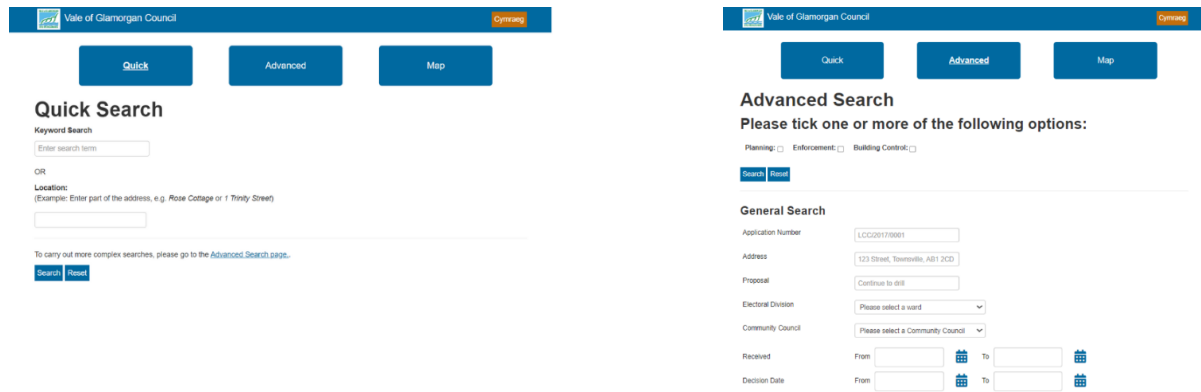 Vale of Glamorgan Council
Cymraeg
Quick
Advanced
Map
Quick Search
Keyword Search
Enter search term
OR
Location:
(Example: Enter part of the address, e.g. Rose Cottage or 1 Trinity Street)
To carry out more complex searches, please go to the Advanced Search page..
Search Reset
Vale of Glamorgan Council
Cymraeg
Quick
Advanced
Map
Advanced Search
Please tick one or more of the following options:
Planning: Enforcement: Building Control:
Search Reset
General Search
Application Number LCC/2017/0001
Address 123 Street, Townsville, AB1 2CD
Proposal Continue to drill
Electoral Division Please select a ward
Community Council Please select a Community Council
Received From To
Decision Date From To